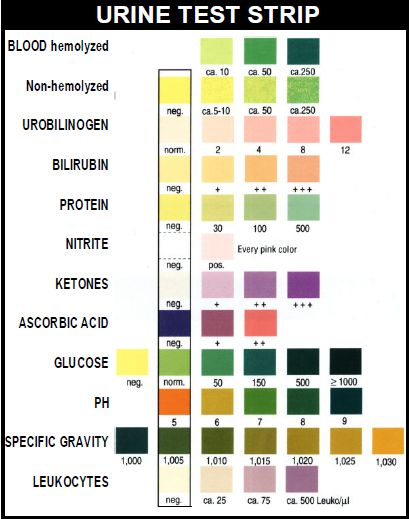 URINE TEST STRIP
BLOOD hemolyzed
ca. 10 ca. 50 ca.250
Non-hemolyzed
neg. ca.5-10 ca. 50 ca.250
UROBILINOGEN
norm. 2 4 8 12
BILIRUBIN
neg. + ++ +++
PROTEIN
neg. 30 100 500
NITRITE
Every pink color
neg. pos.
KETONES
neg. + ++ +++
ASCORBIC ACID
neg. + ++
GLUCOSE
neg. norm. 50 150 500 ≥ 1000
PH
5 6 7 8 9
SPECIFIC GRAVITY
1,000 1,005 1,010 1,015 1,020 1,025 1,030
LEUKOCYTES
neg. ca. 25 ca. 75 ca. 500 Leuko/µl